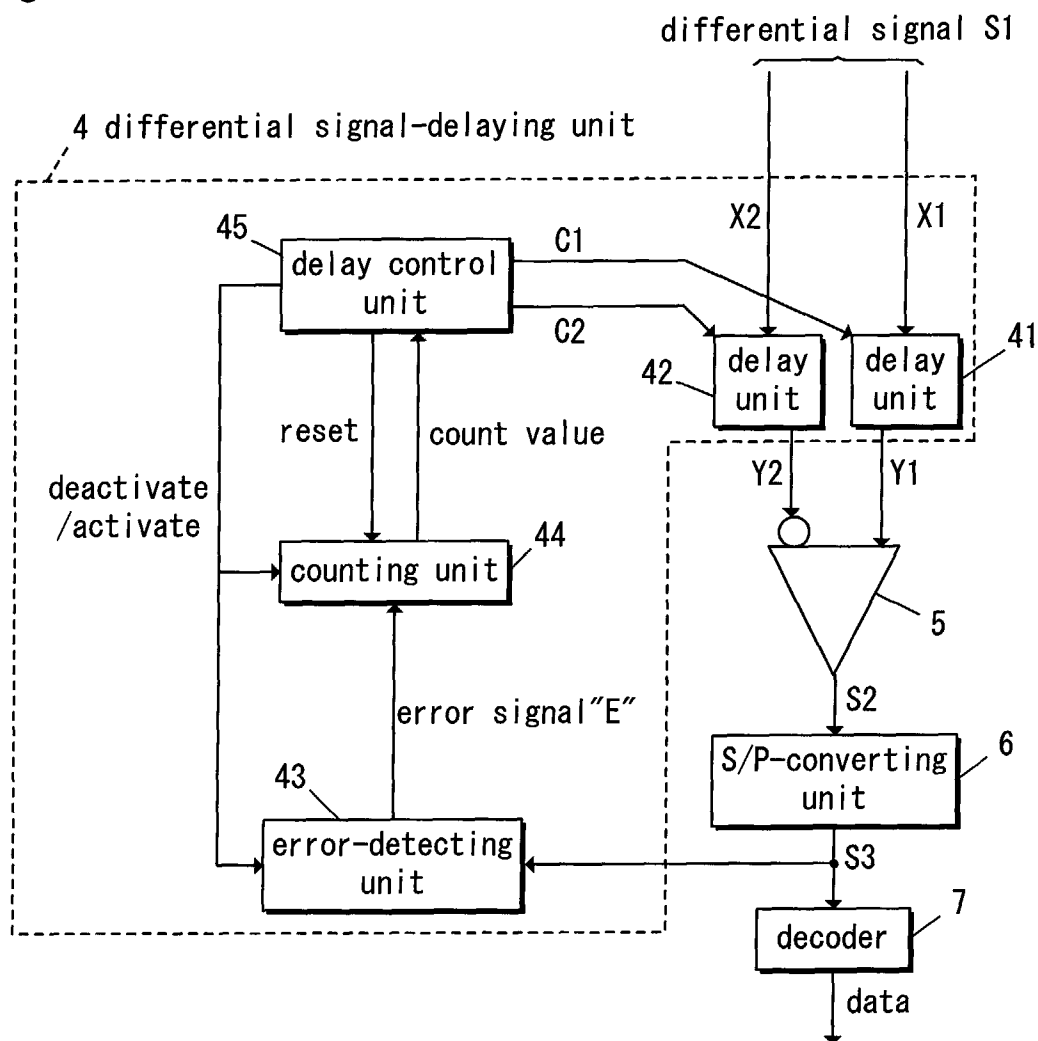 differential signal S1
4 differential signal-delaying unit
X2
X1
45
delay control
unit
C1
C2
41
42
delay
unit
delay
unit
reset
count value
Y2
Y1
deactivate
/activate
44
counting unit
5
error signal"E"
S2
6
S/P-converting
unit
43
error-detecting
unit
S3
7
decoder
data